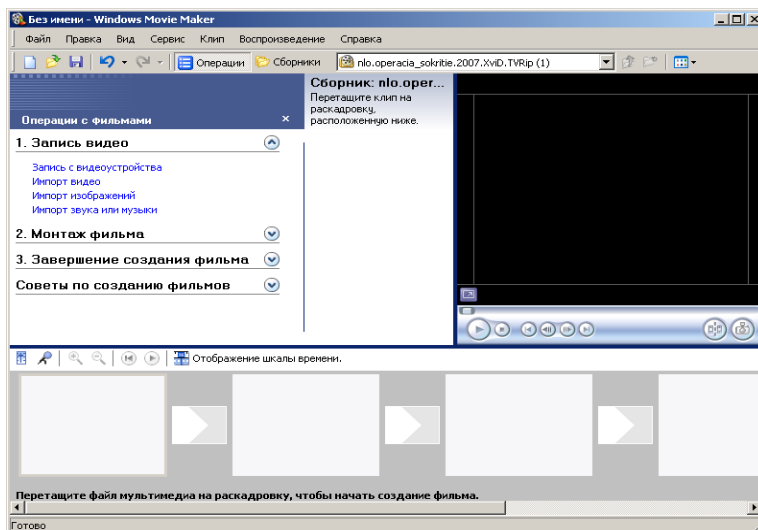 Без имени - Windows Movie Maker
Файл Правка Вид Сервис Клип Воспроизведение Справка
Операции Сборники nlo.operacia_sokritie.2007.XviD.TVRip (1)
Операции с фильмами
1. Запись видео
Запись с видеоустройства
Импорт видео
Импорт изображений
Импорт звука или музыки
2. Монтаж фильма
3. Завершение создания фильма
Советы по созданию фильмов
Сборник: nlo.oper...
Перетащите клип на
раскадровку,
расположенную ниже.
Отображение шкалы времени.
Перетащите файл мультимедиа на раскадровку, чтобы начать создание фильма.
Готово